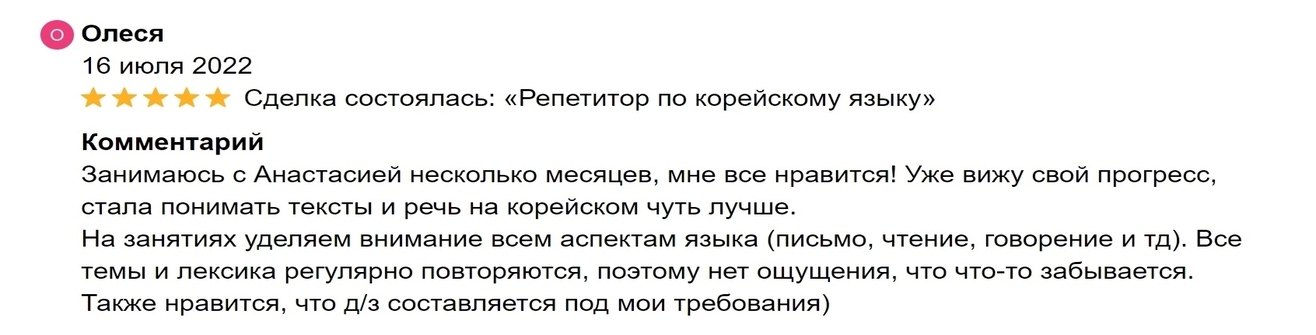 О Олеся
16 июля 2022
Сделка состоялась: «Репетитор по корейскому языку»
Комментарий
Занимаюсь с Анастасией несколько месяцев, мне все нравится! Уже вижу свой прогресс,
стала понимать тексты и речь на корейском чуть лучше.
На занятиях уделяем внимание всем аспектам языка (письмо, чтение, говорение и тд). Все
темы и лексика регулярно повторяются, поэтому нет ощущения, что что-то забывается.
Также нравится, что д/з составляется под мои требования)